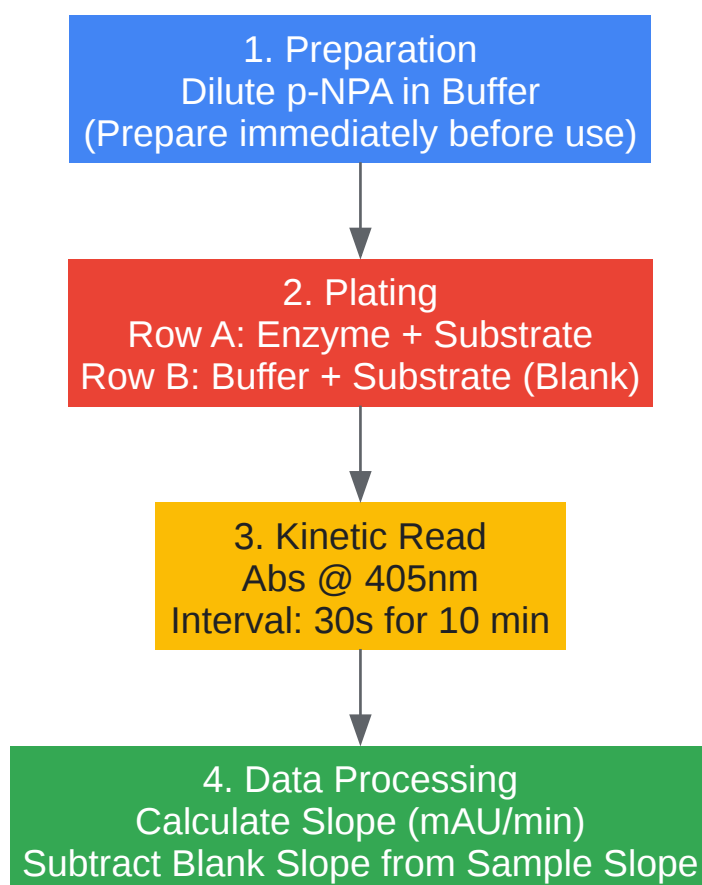 1. Preparation
Dilute p-NPA in Buffer
(Prepare immediately before use)
2. Plating
Row A: Enzyme + Substrate
Row B: Buffer + Substrate (Blank)
3. Kinetic Read
Abs @ 405nm
Interval: 30s for 10 min
4. Data Processing
Calculate Slope (mAU/min)
Subtract Blank Slope from Sample Slope